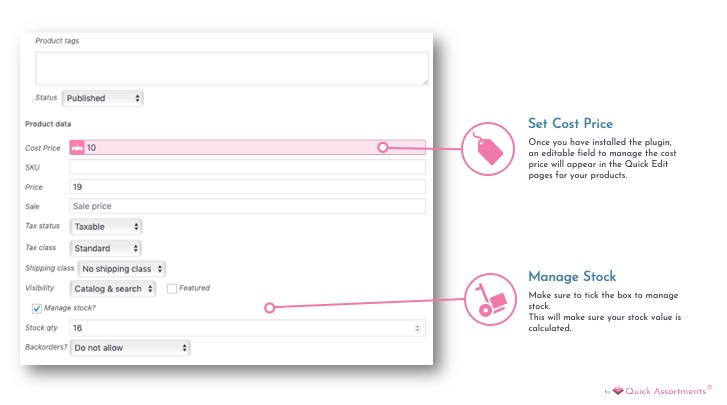 Product tags
Status Published
Product data
Cost Price 10
SKU
Price 19
Sale Sale price
Tax status Taxable
Tax class Standard
Shipping class No shipping class
Visibility Catalog & search Featured
Manage stock?
Stock qty 16
Backorders? Do not allow
Set Cost Price
Once you have installed the plugin,
an editable field to manage the cost
price will appear in the Quick Edit
pages for your products.
Manage Stock
Make sure to tick the box to manage
stock.
This will make sure your stock value is
calculated.
by Quick Assortments©